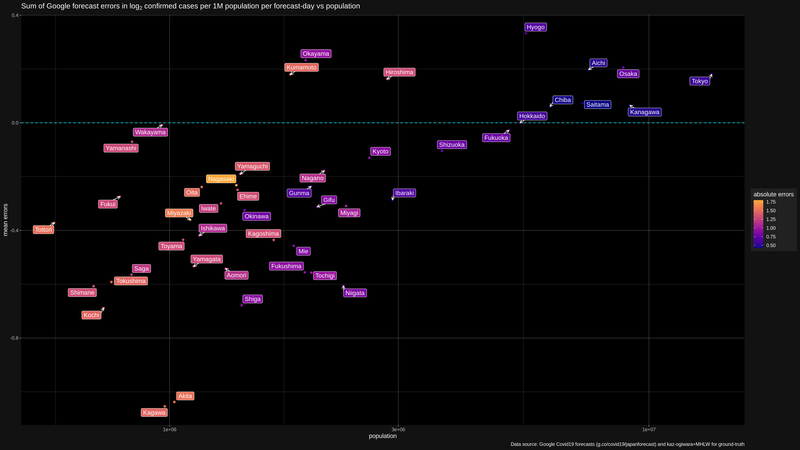 Sum of Google forecast errors in log2 confirmed cases per 1M population per forecast-day vs population
0.4
Hyogo
Okayama
Aichi
Kumamoto
Hiroshima
Osaka
Tokyo
Chiba
Saitama
Kanagawa
Hokkaido
0.0
Wakayama
Fukuoka
Yamanashi
Shizuoka
Kyoto
Yamaguchi
Nagasaki
Nagano
Oita
Ehime
Gunma
Ibaraki
Gifu
Fukui
Iwate
Miyazaki
Okinawa
Miyagi
mean errors
Tottori
-0.4
Ishikawa
Kagoshima
Toyama
Mie
Yamagata
Saga
Fukushima
Aomori
Tochigi
Tokushima
Shimane
Niigata
Shiga
Kochi
-0.8
Akita
Kagawa
absolute errors
1.75
1.50
1.25
1.00
0.75
0.50
1e+06
3e+06
1e+07
population
Data source: Google Covid19 forecasts (g.co/covid19/japanforecast) and kaz-ogiwara+MHLW for ground-truth